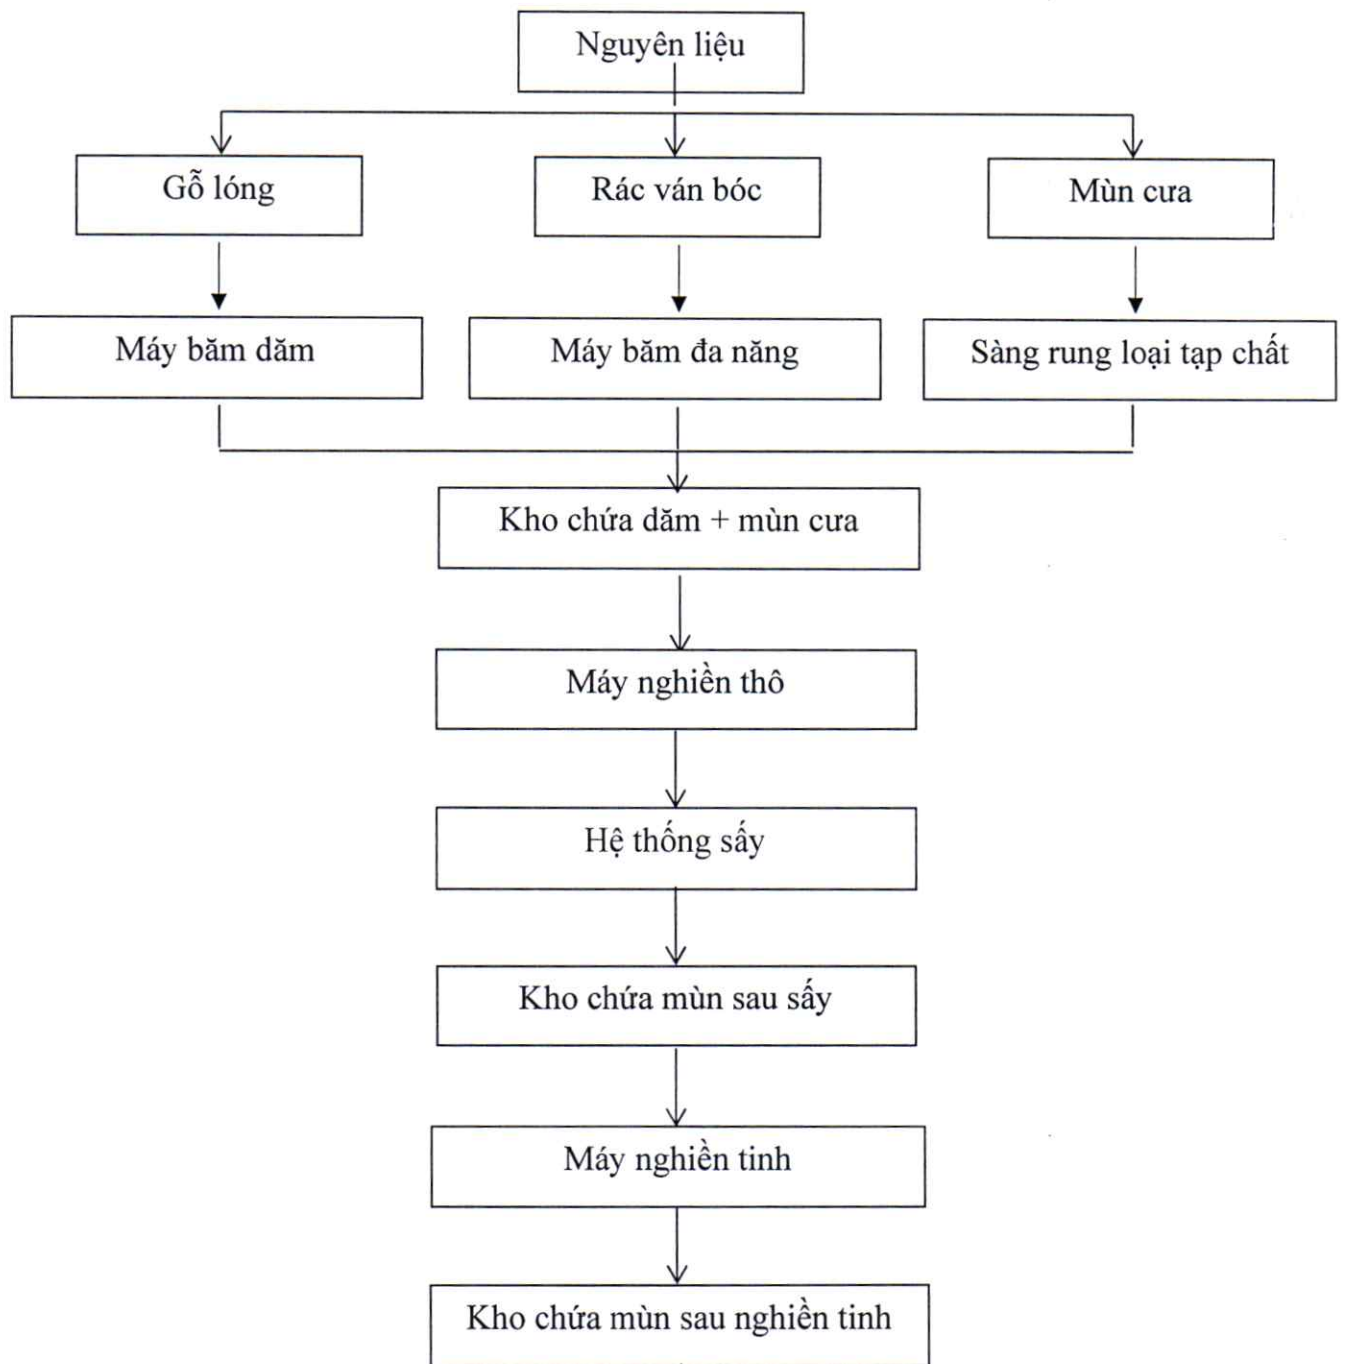 Nguyên liệu
Gỗ lóng
Rác ván bóc
Mùn cưa
Máy băm dăm
Máy băm đa năng
Sàng rung loại tạp chất
Kho chứa dăm + mùn cưa
Máy nghiền thô
Hệ thống sấy
Kho chứa mùn sau sấy
Máy nghiền tinh
Kho chứa mùn sau nghiền tinh